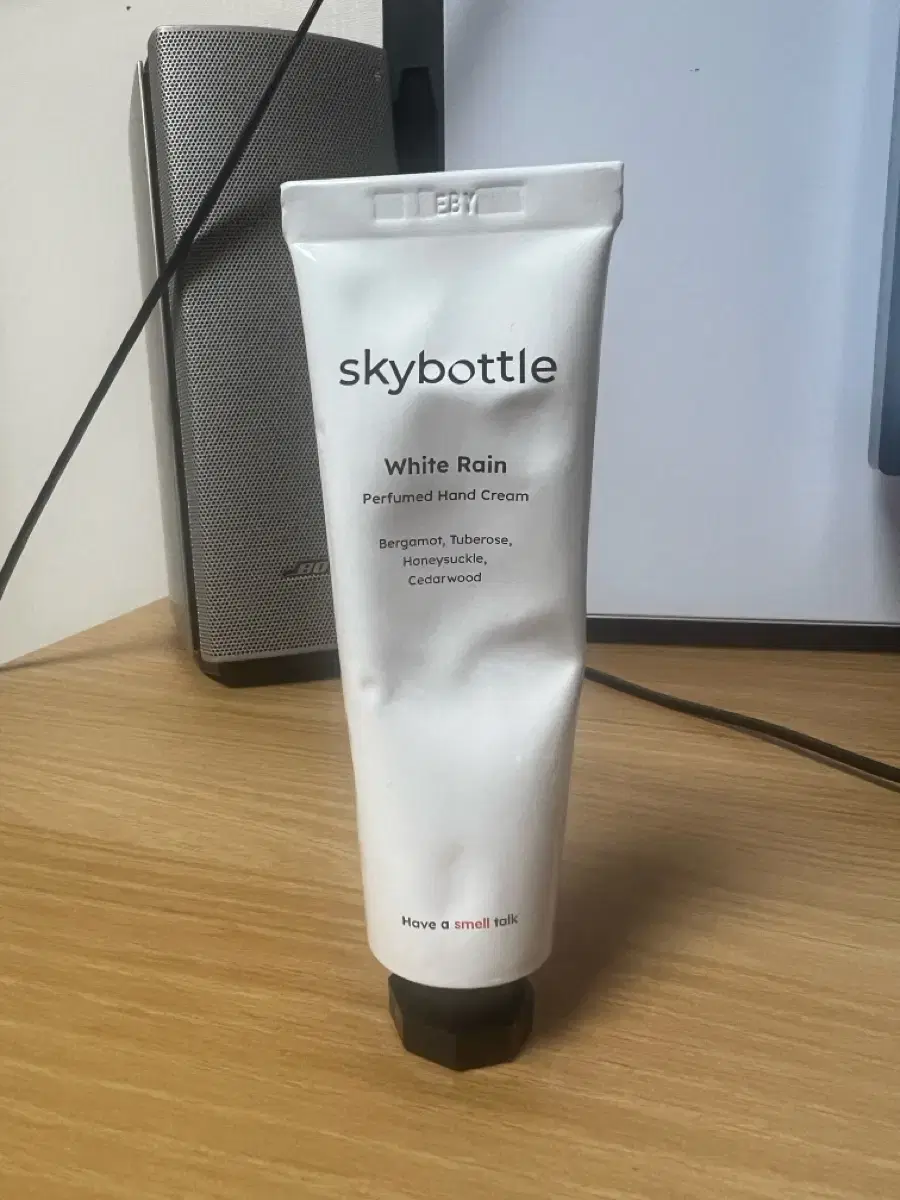 EBY
skybottle
White Rain
Perfumed Hand Cream
Bergamot, Tuberose,
Honeysuckle,
Cedarwood
Have a smell talk